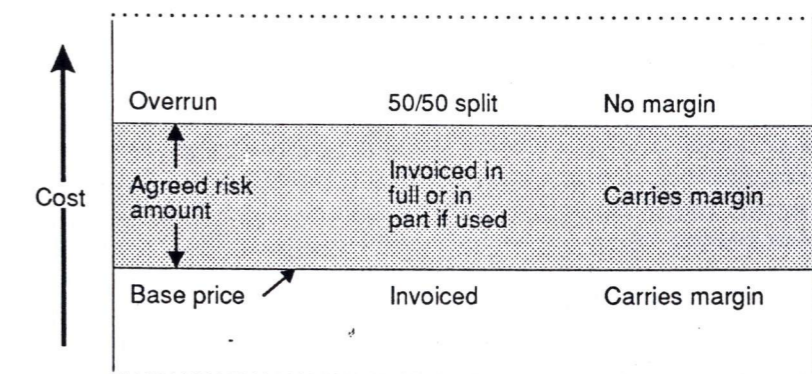 Overrun 50/50 split No margin
Cost
Agreed risk
amount
Invoiced in
full or in
part if used
Carries margin
Base price Invoiced Carries margin